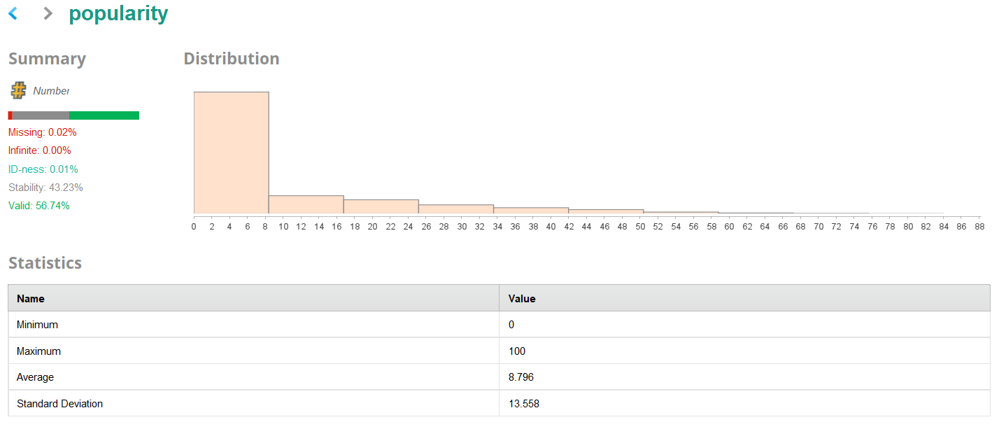 popularity
Summary
Distribution
Number
Missing: 0.02%
Infinite: 0.00%
ID-ness: 0.01%
Stability: 43.23%
Valid: 56.74%
0 2 4 6 8 10 12 14 16 18 20 22 24 26 28 30 32 34 36 38 40 42 44 46 48 50 52 54 56 58 60 62 64 66 68 70 72 74 76 78 80 82 84 86 88
Statistics
Name Value
Minimum 0
Maximum 100
Average 8.796
Standard Deviation 13.558